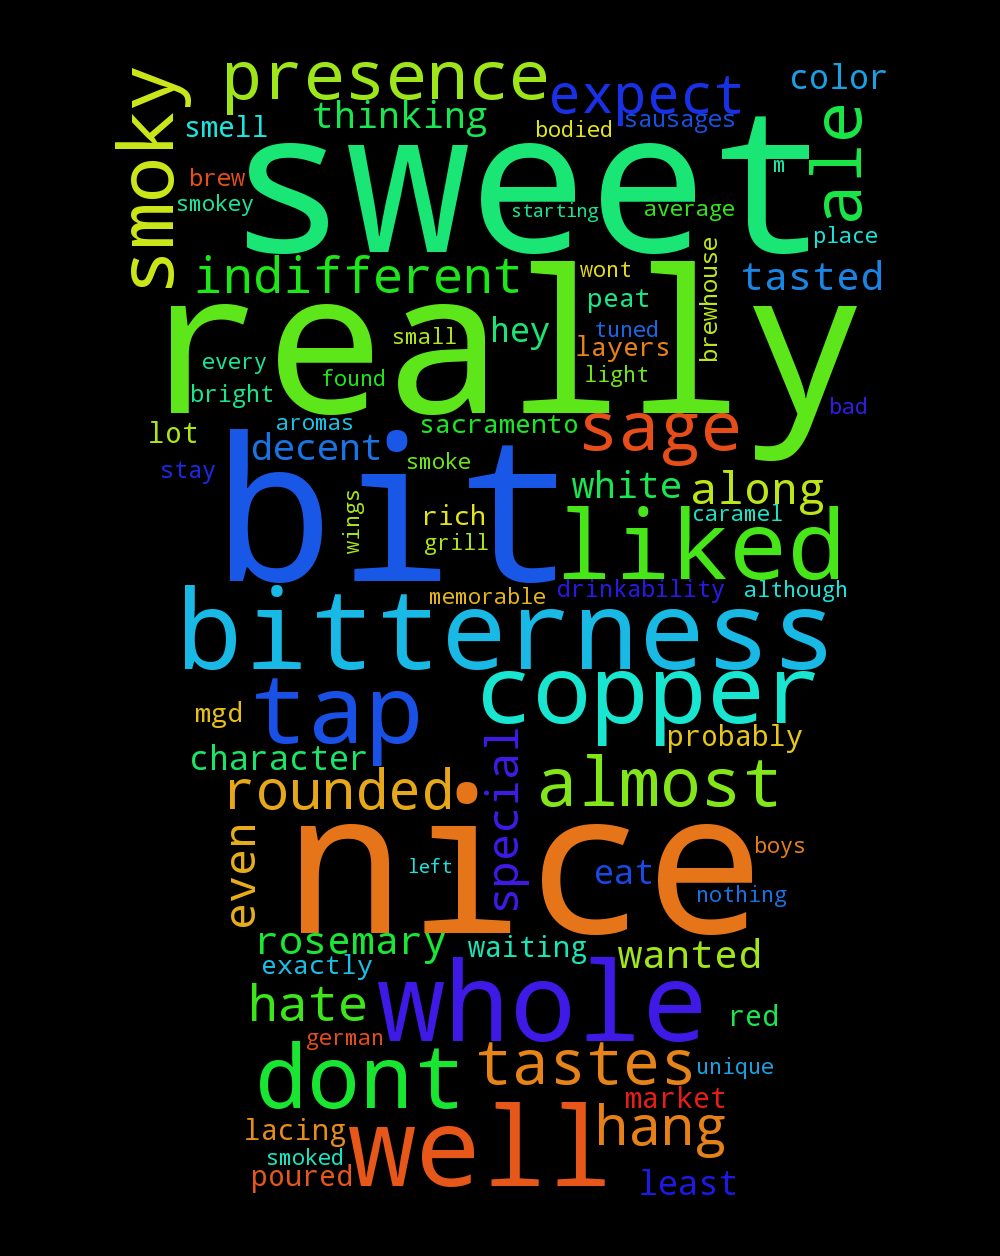 presence
expect
color
smoky
thinking
sausages
smell
bodied
ale
sweet
m
brew
smokey
starting
average
place
indifferent
wont
tasted
peat
brewhouse
hey
tuned
small
layers
really
every
found
light
bright
bad
aromas
sacramento
sage
lot
decent
stay
smoke
bit
white
along
wings
rich
caramel
grill
liked
memorable
drinkability
although
bitterness
copper
tap
mgd
probably
character
special
almost
rounded
nice
even
boys
left
eat
nothing
rosemary
waiting
wanted
exactly
whole
hate
red
german
dont
tastes
unique
market
hang
lacing
well
smoked
poured
least